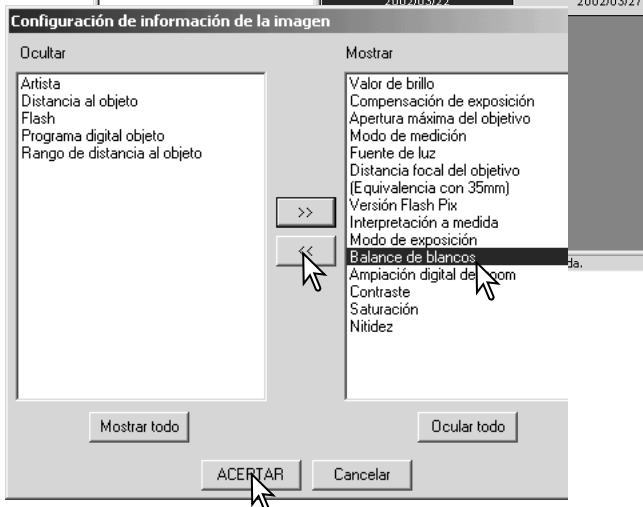 2002/03/22
2002/03/27
Configuración de información de la imagen
Ocultar
Artista
Distancia al objeto
Flash
Programa digital objeto
Rango de distancia al objeto
>>
<<
Mostrar
Valor de brillo
Compensación de exposición
Apertura máxima del objetivo
Modo de medición
Fuente de luz
Distancia focal del objetivo
(Equivalencia con 35mm)
Versión Flash Pix
Interpretación a medida
Modo de exposición
Balance de blancos
Ampiación digital de zoom
Contraste
Saturación
Nitidez
da.
Mostrar todo
Ocular todo
ACEPTAR
Cancelar